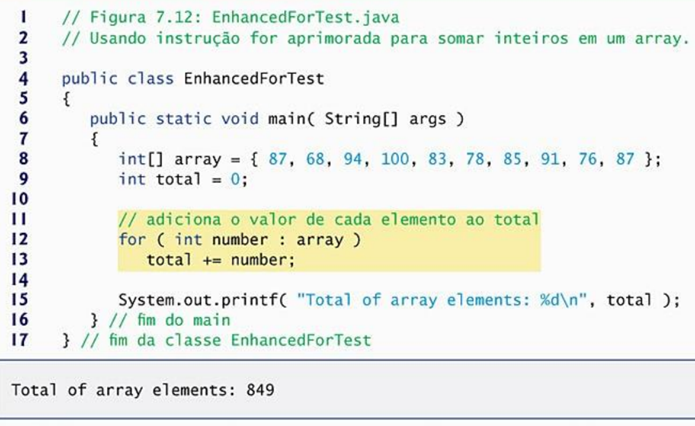 1 // Figura 7.12: EnhancedForTest.java
2 // Usando instrução for aprimorada para somar inteiros em um array.
3
4 public class EnhancedForTest
5 {
6 public static void main( String[] args )
7 {
8 int[] array = { 87, 68, 94, 100, 83, 78, 85, 91, 76, 87 };
9 int total = 0;
10
11 // adiciona o valor de cada elemento ao total
12 for ( int number : array )
13 total += number;
14
15 System.out.printf( "Total of array elements: %d\n", total );
16 } // fim do main
17 } // fim da classe EnhancedForTest
Total of array elements: 849